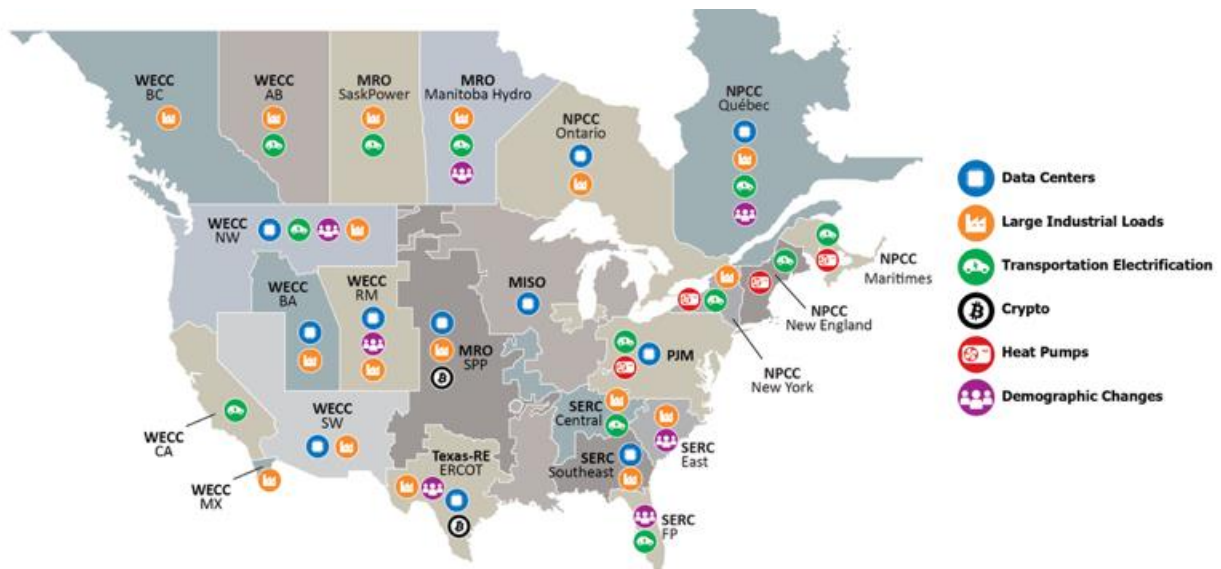 WECC
BC
WECC
AB
MRO
SaskPower
MRO
Manitoba Hydro
NPCC
Ontario
NPCC
Québec
WECC
NW
WECC
BA
WECC
RM
MISO
MRO
SPP
NPCC
Maritimes
NPCC
New England
NPCC
New York
PJM
WECC
CA
WECC
SW
WECC
MX
Texas-RE
ERCOT
SERC
Central
SERC
East
SERC
Southeast
SERC
FP
Data Centers
Large Industrial Loads
Transportation Electrification
Crypto
Heat Pumps
Demographic Changes